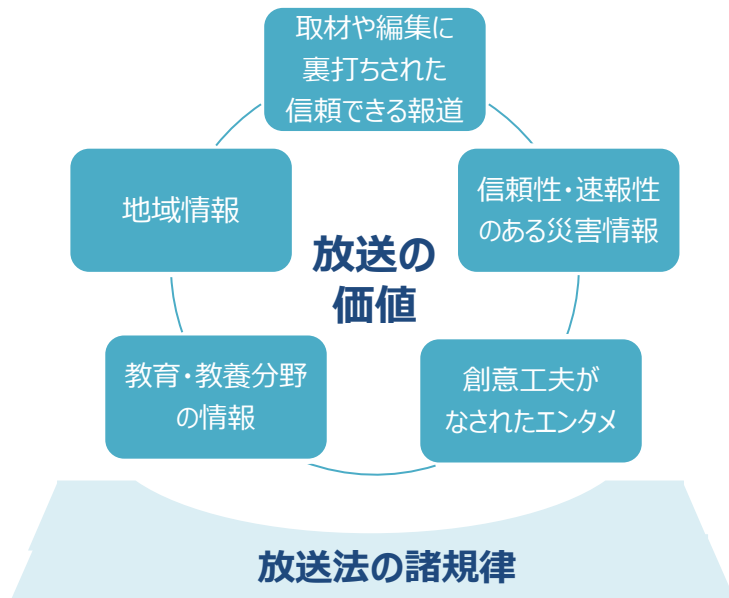 取材や編集に
裏打ちされた
信頼できる報道
地域情報
信頼性・速報性
のある災害情報
放送の
価値
教育・教養分野
の情報
創意工夫が
なされたエンタメ
放送法の諸規律